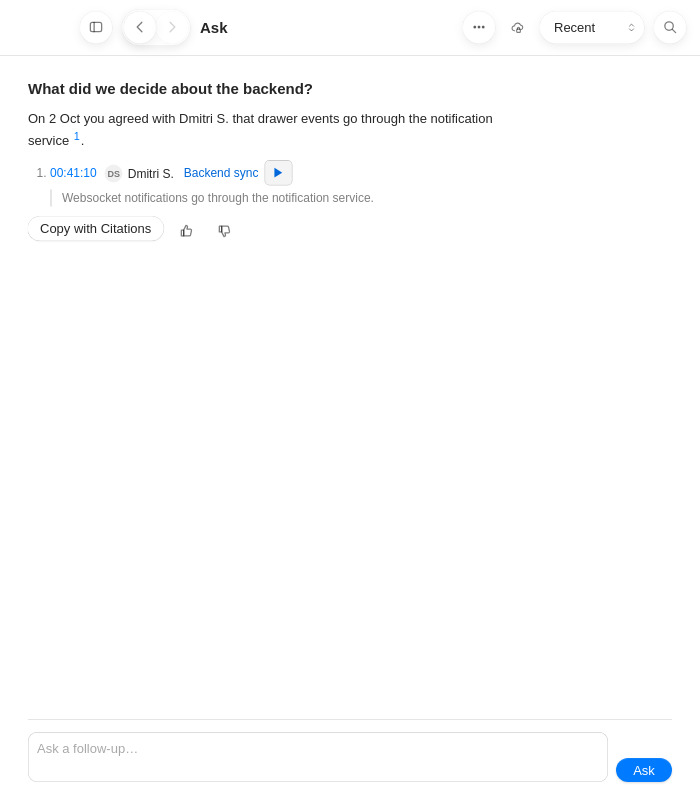 Ask
Recent
What did we decide about the backend?
On 2 Oct you agreed with Dmitri S. that drawer events go through the notification
service 1.
1. 00:41:10 DS Dmitri S. Backend sync
Websocket notifications go through the notification service.
Copy with Citations
Ask a follow-up…
Ask